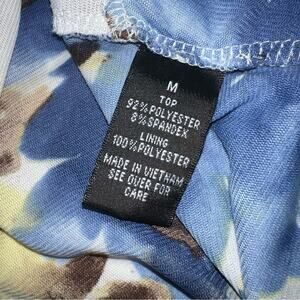 M
TOP
92% POLYESTER
8% SPANDEX
LINING
100% POLYESTER
MADE IN VIETNAM
SEE OVER FOR
CARE